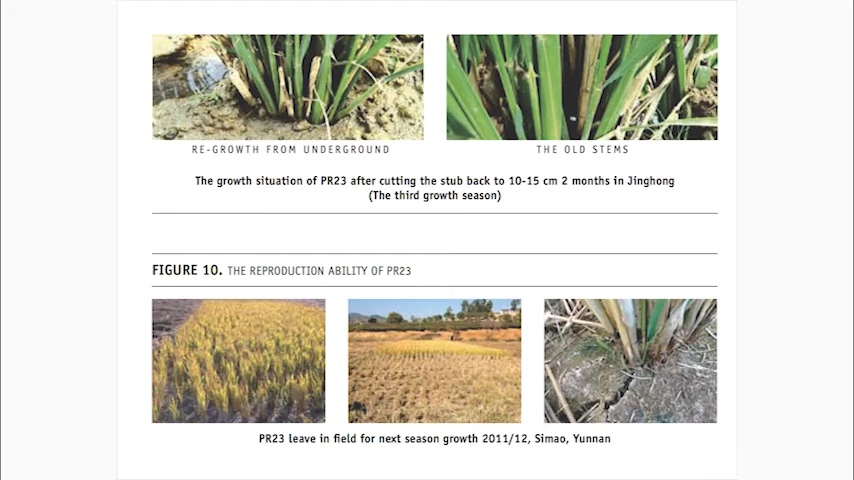 RE-GROWTH FROM UNDERGROUND
THE OLD STEMS
The growth situation of PR23 after cutting the stub back to 10-15 cm 2 months in Jinghong
(The third growth season)
FIGURE 10. THE REPRODUCTION ABILITY OF PR23
PR23 leave in field for next season growth 2011/12, Simao, Yunnan